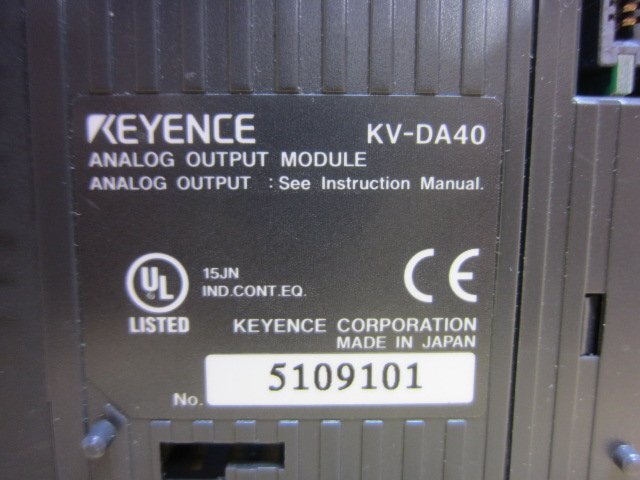 KEYENCE KV-DA40
ANALOG OUTPUT MODULE
ANALOG OUTPUT : See Instruction Manual.
UL
LISTED
15JN
IND.CONT.EQ.
CE
KEYENCE CORPORATION
MADE IN JAPAN
No. 5109101